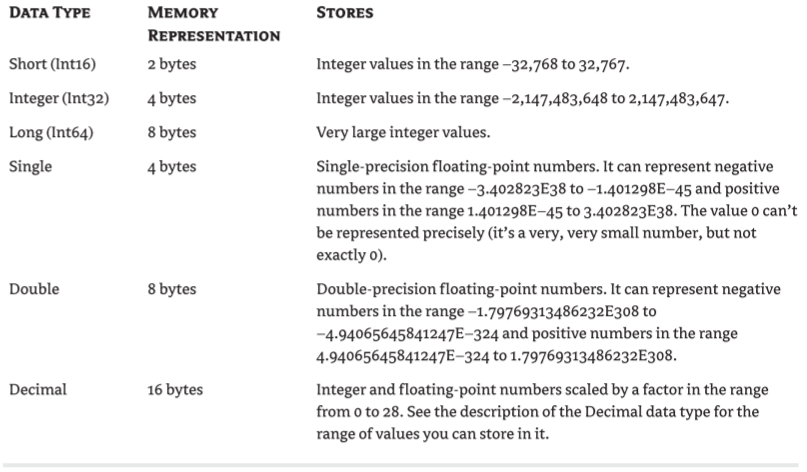 DATA TYPE MEMORY REPRESENTATION STORES
Short (Int16) 2 bytes Integer values in the range –32,768 to 32,767.
Integer (Int32) 4 bytes Integer values in the range –2,147,483,648 to 2,147,483,647.
Long (Int64) 8 bytes Very large integer values.
Single 4 bytes Single-precision floating-point numbers. It can represent negative
numbers in the range –3.402823E38 to –1.401298E–45 and positive
numbers in the range 1.401298E–45 to 3.402823E38. The value 0 can’t
be represented precisely (it’s a very, very small number, but not
exactly 0).
Double 8 bytes Double-precision floating-point numbers. It can represent negative
numbers in the range –1.79769313486232E308 to
–4.94065645841247E–324 and positive numbers in the range
4.94065645841247E–324 to 1.79769313486232E308.
Decimal 16 bytes Integer and floating-point numbers scaled by a factor in the range
from 0 to 28. See the description of the Decimal data type for the
range of values you can store in it.